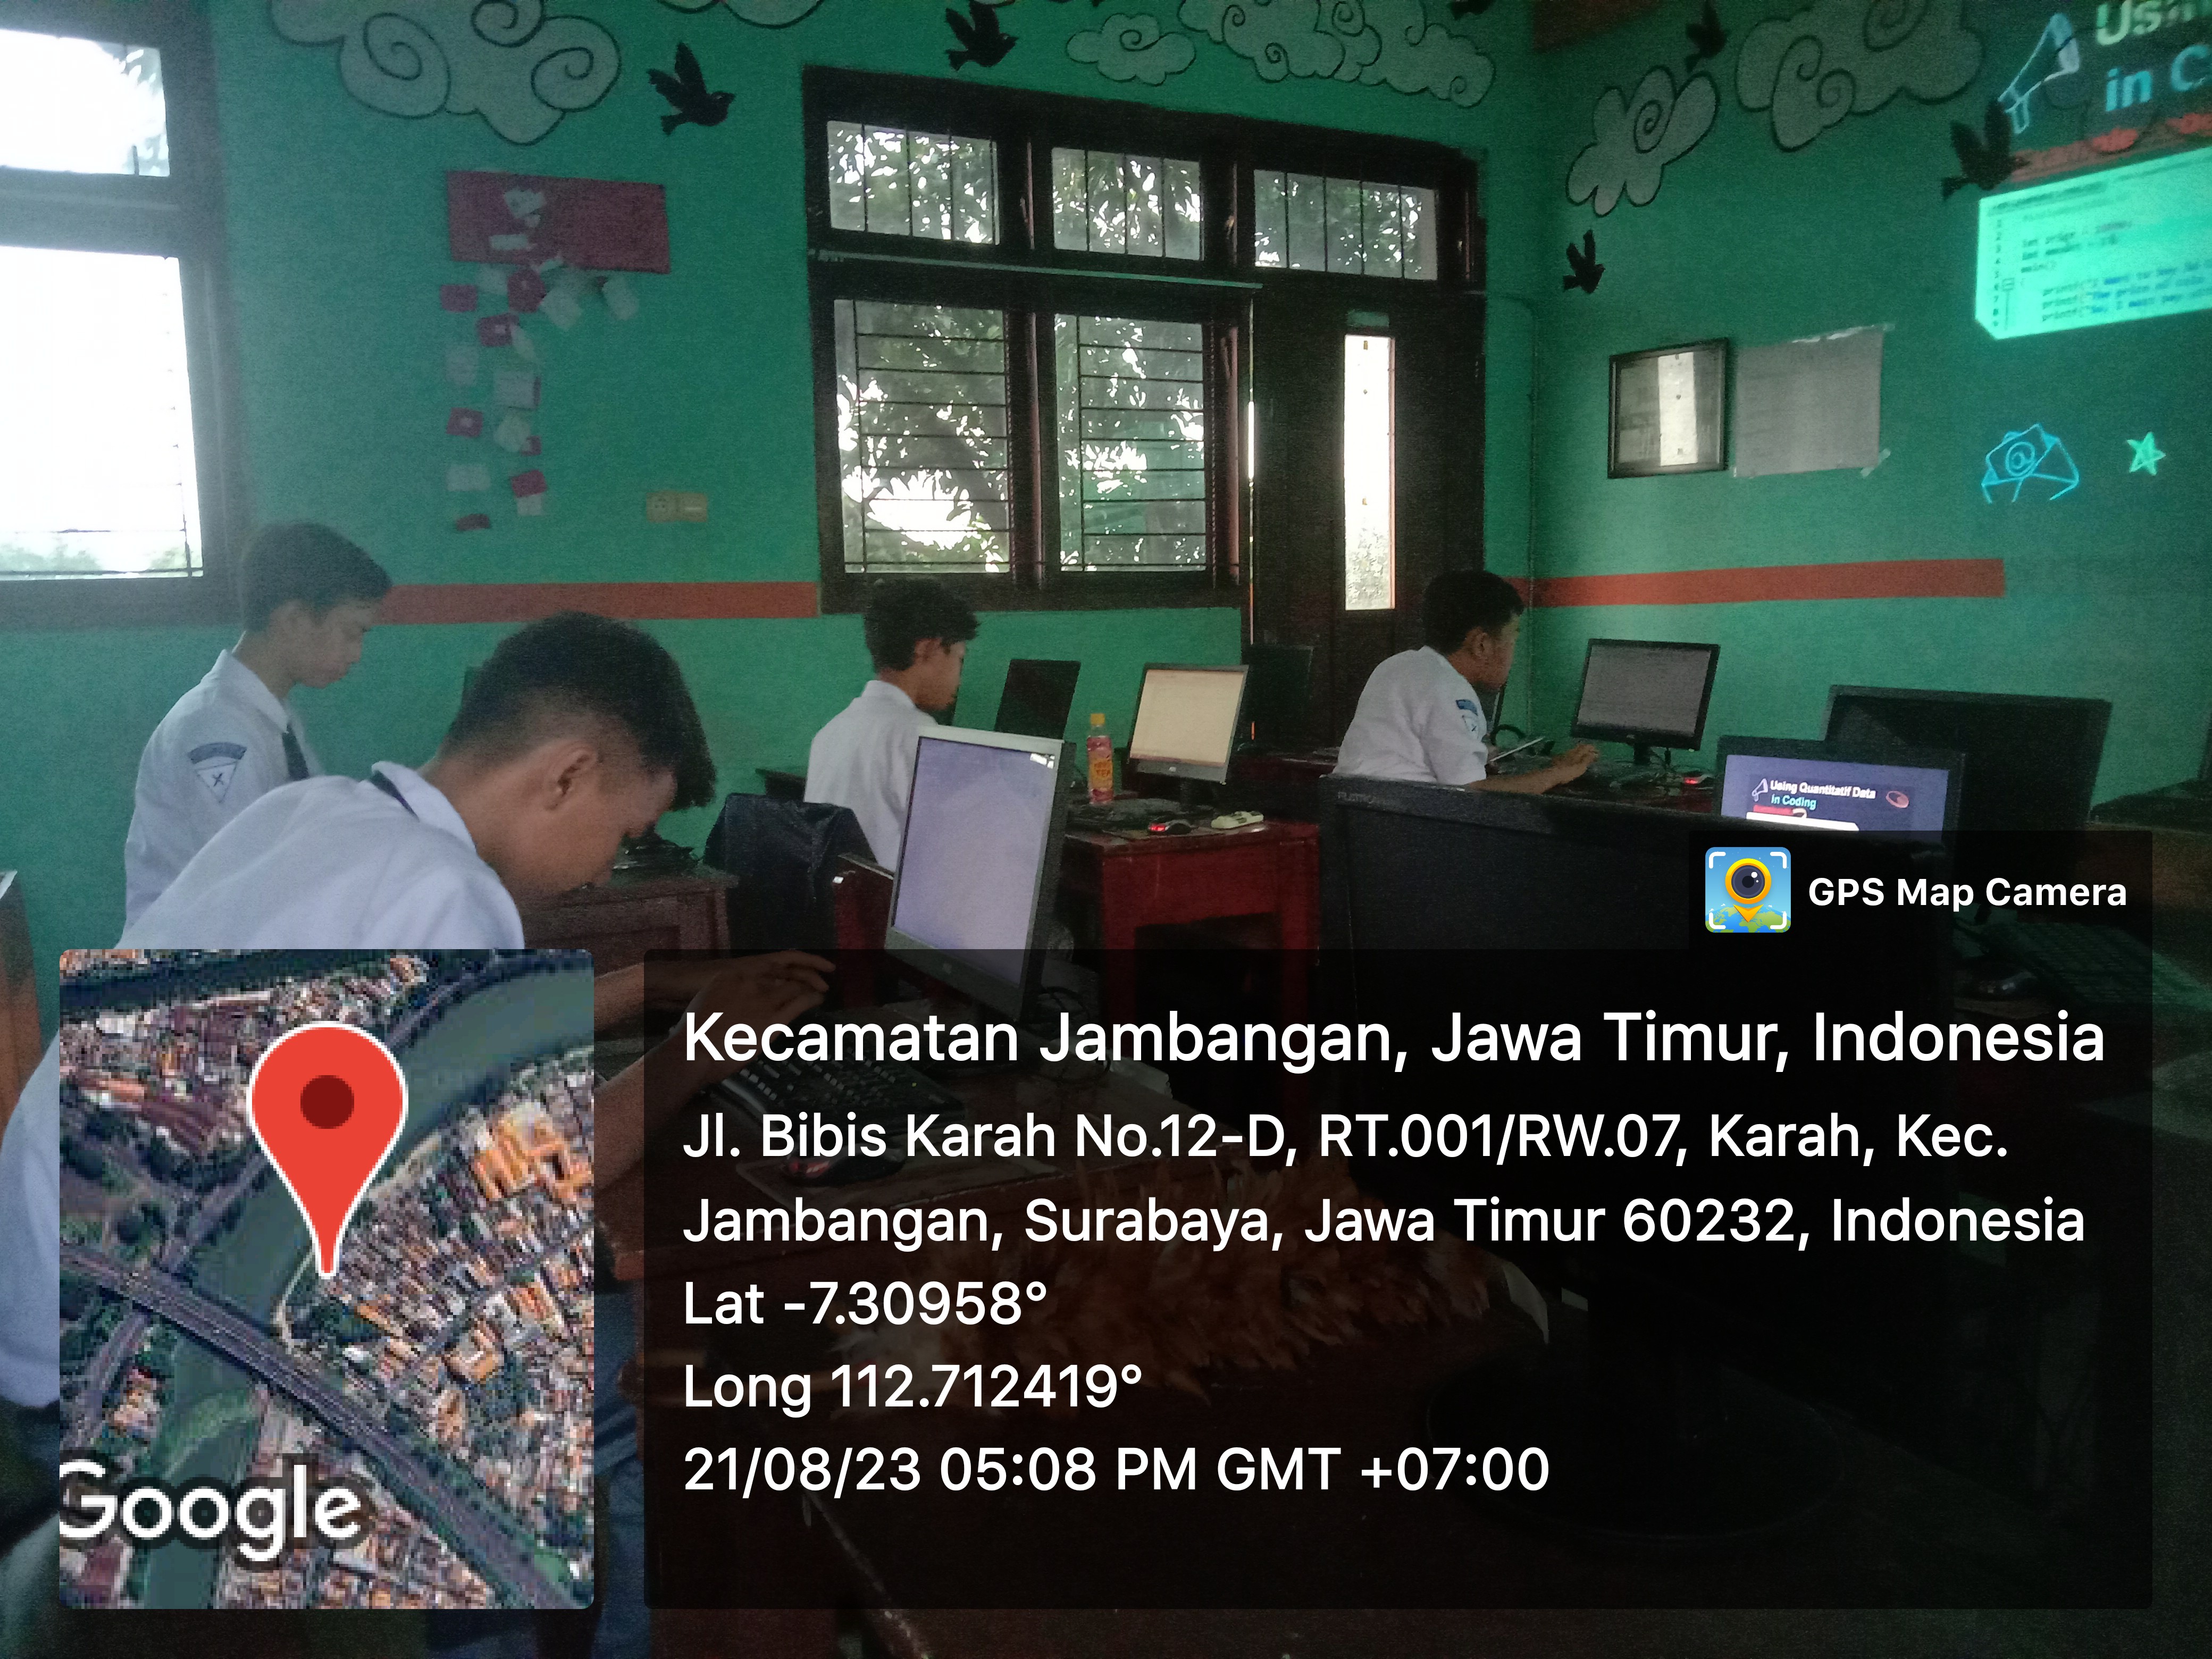 in C
Using Quantitatif Data
in Coding
GPS Map Camera
Kecamatan Jambangan, Jawa Timur, Indonesia
Jl. Bibis Karah No.12-D, RT.001/RW.07, Karah, Kec.
Jambangan, Surabaya, Jawa Timur 60232, Indonesia
Lat -7.30958°
Long 112.712419°
21/08/23 05:08 PM GMT +07:00
Google